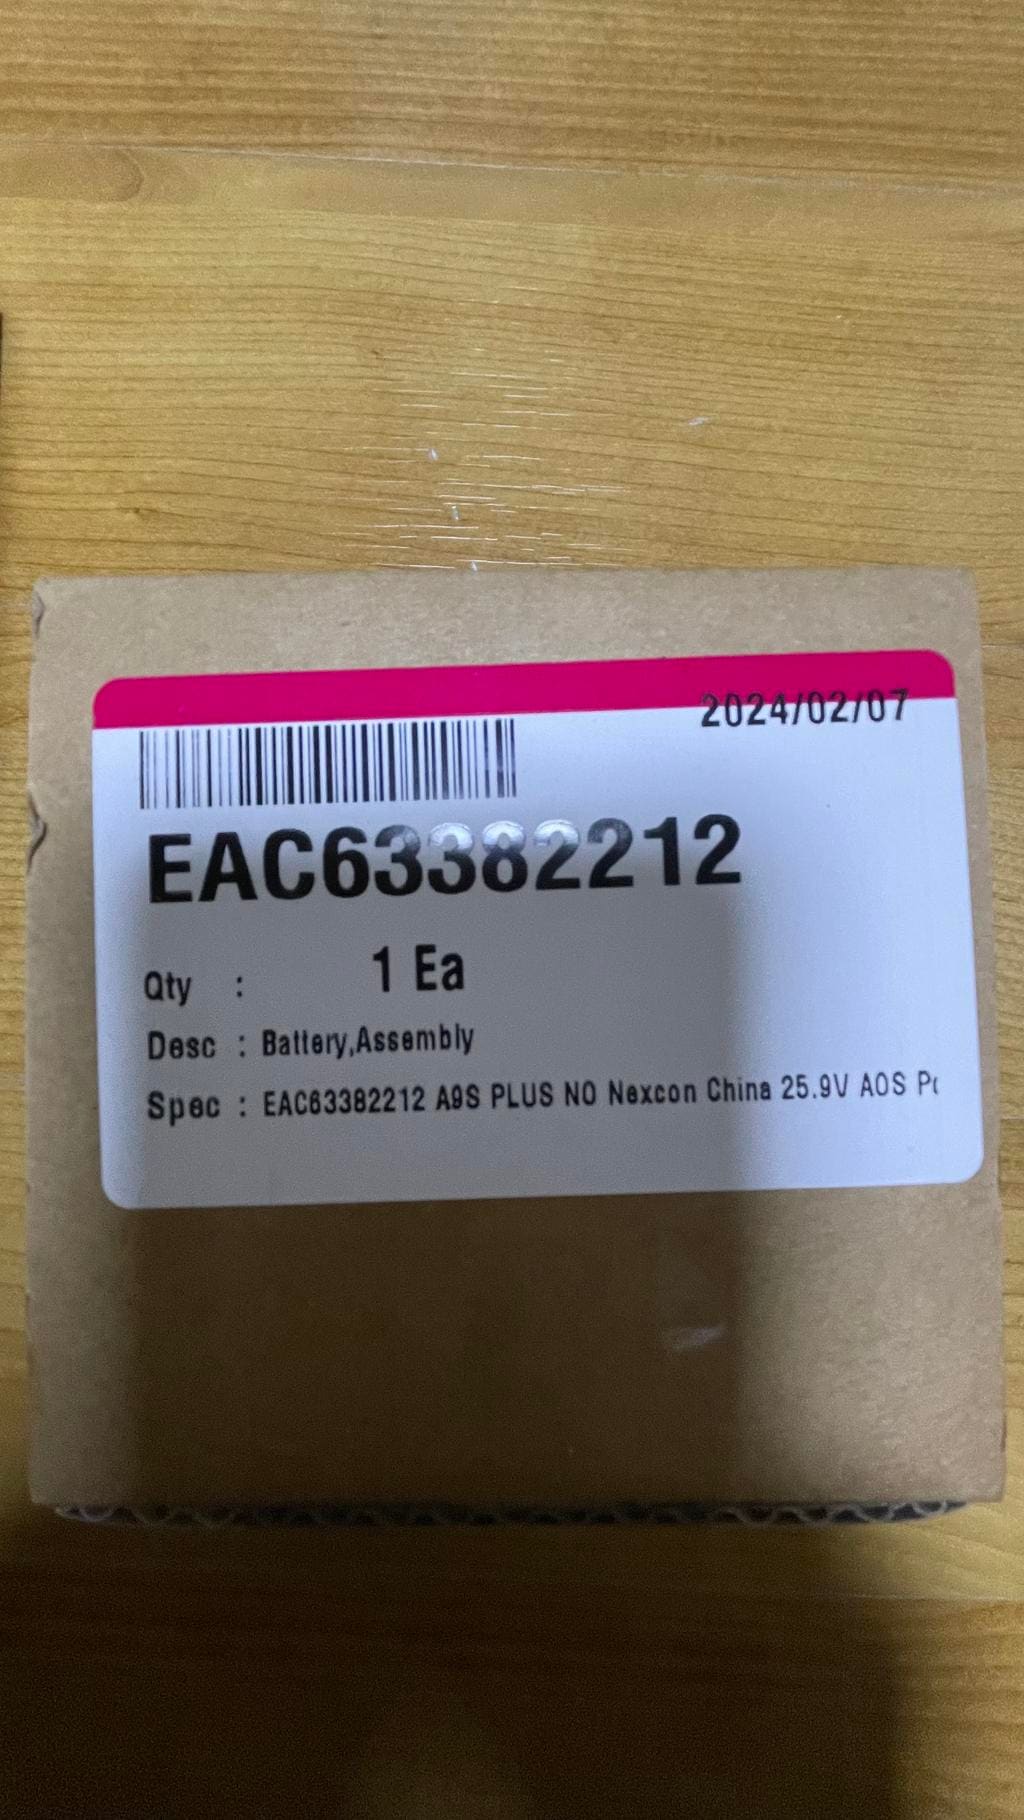 2024/02/07
EAC63382212
Qty : 1 Ea
Desc : Battery,Assembly
Spec : EAC63382212 A9S PLUS NO Nexcon China 25.9V AOS